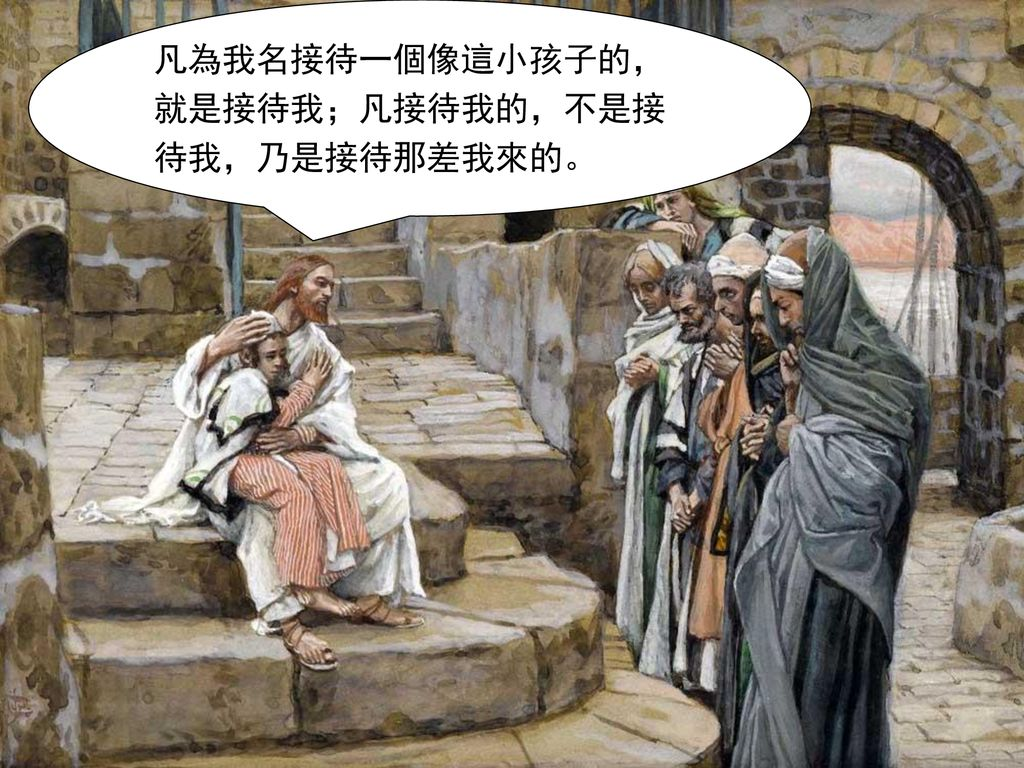 凡為我名接待一個像這小孩子的，
就是接待我；凡接待我的，不是接
待我，乃是接待那差我來的。